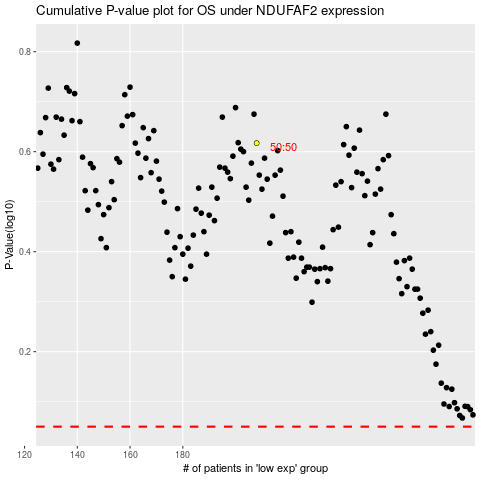 Cumulative P-value plot for OS under NDUFAF2 expression
P-Value(log10)
0.8
0.6
0.4
0.2
50:50
120 140 160 180
# of patients in 'low exp' group